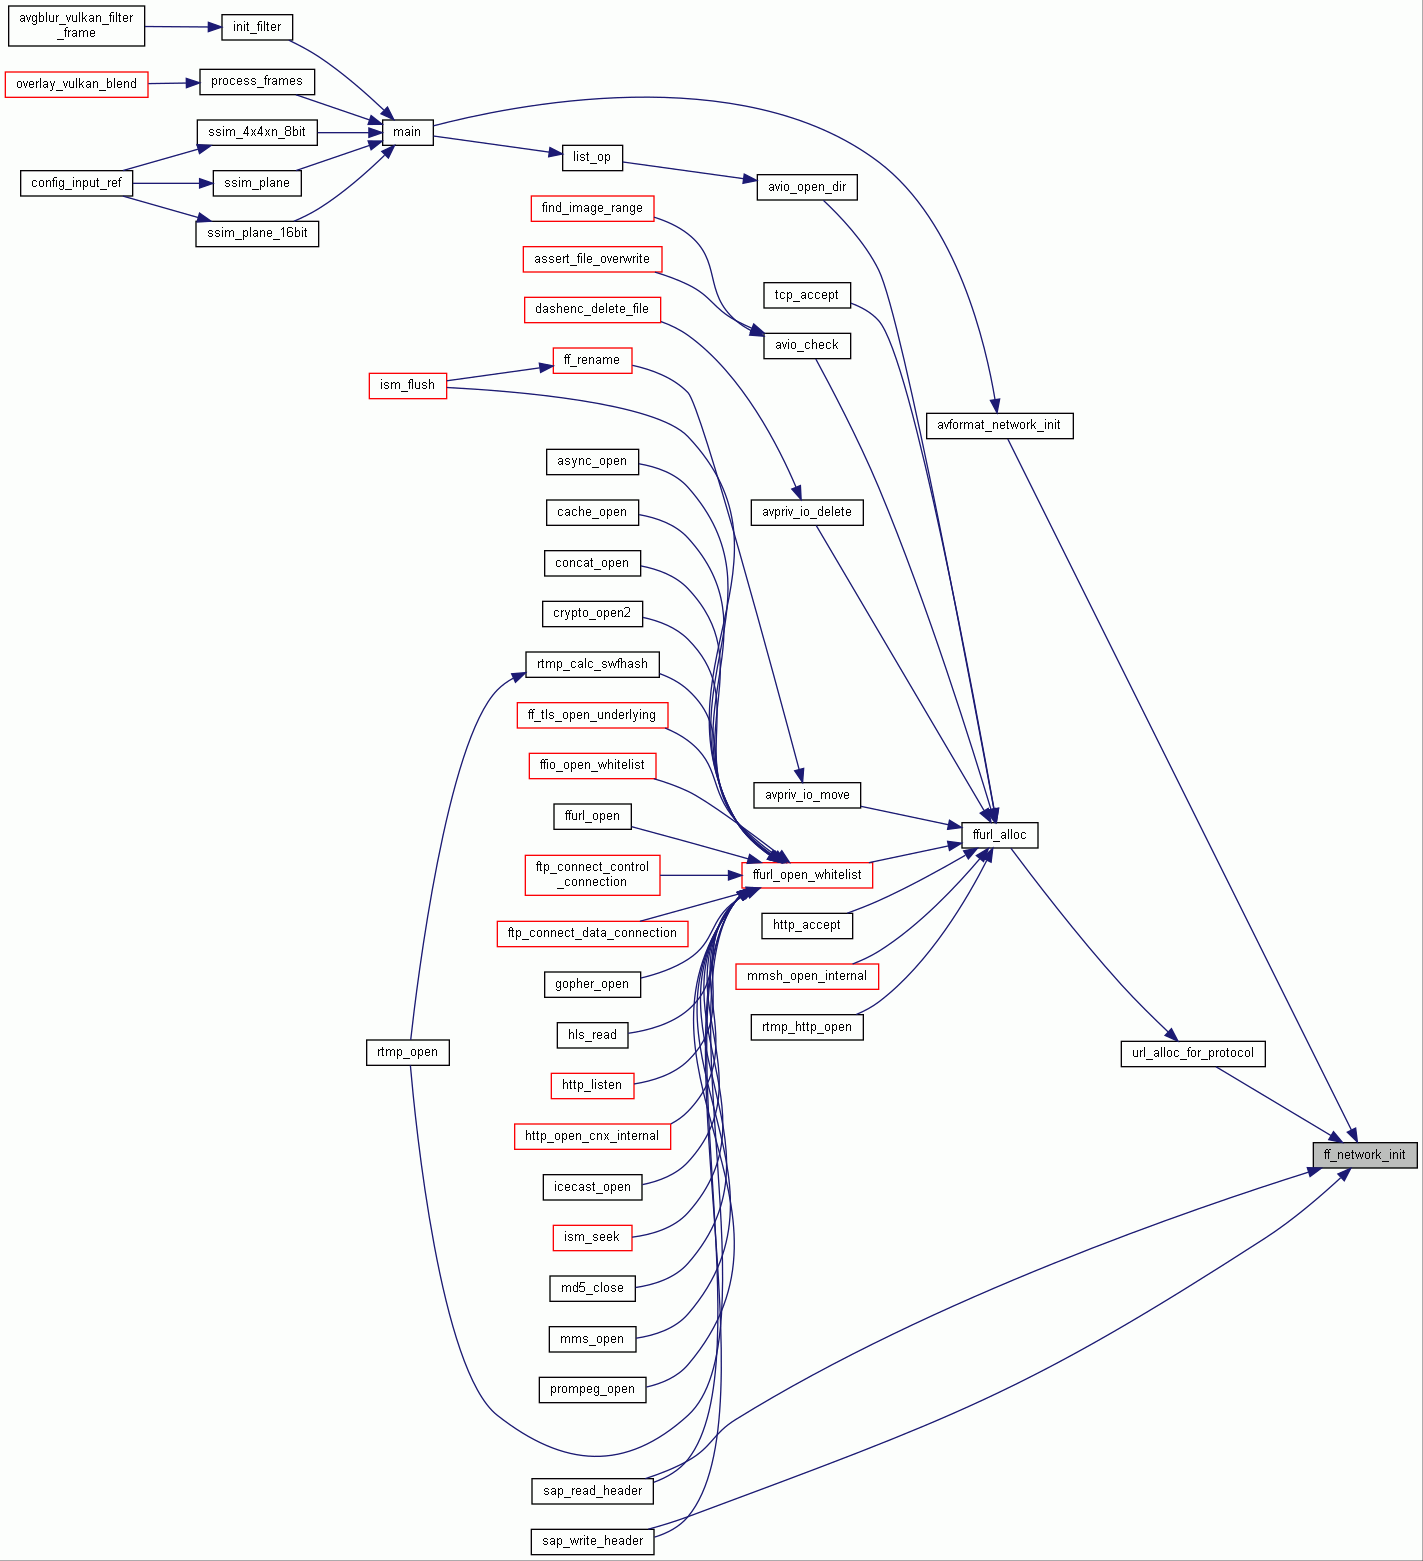 avgblur_vulkan_filter
_frame
init_filter
overlay_vulkan_blend
process_frames
main
ssim_4x4xn_8bit
config_input_ref
ssim_plane
ssim_plane_16bit
list_op
avio_open_dir
find_image_range
assert_file_overwrite
tcp_accept
dashenc_delete_file
avio_check
ff_rename
ism_flush
avformat_network_init
async_open
cache_open
avpriv_io_delete
concat_open
crypto_open2
rtmp_calc_swfhash
ff_tls_open_underlying
ffio_open_whitelist
avpriv_io_move
ffurl_open
ffurl_alloc
ftp_connect_control
_connection
ffurl_open_whitelist
ftp_connect_data_connection
http_accept
gopher_open
mmsh_open_internal
hls_read
rtmp_http_open
rtmp_open
url_alloc_for_protocol
http_listen
http_open_cnx_internal
ff_network_init
icecast_open
ism_seek
md5_close
mms_open
prompeg_open
sap_read_header
sap_write_header